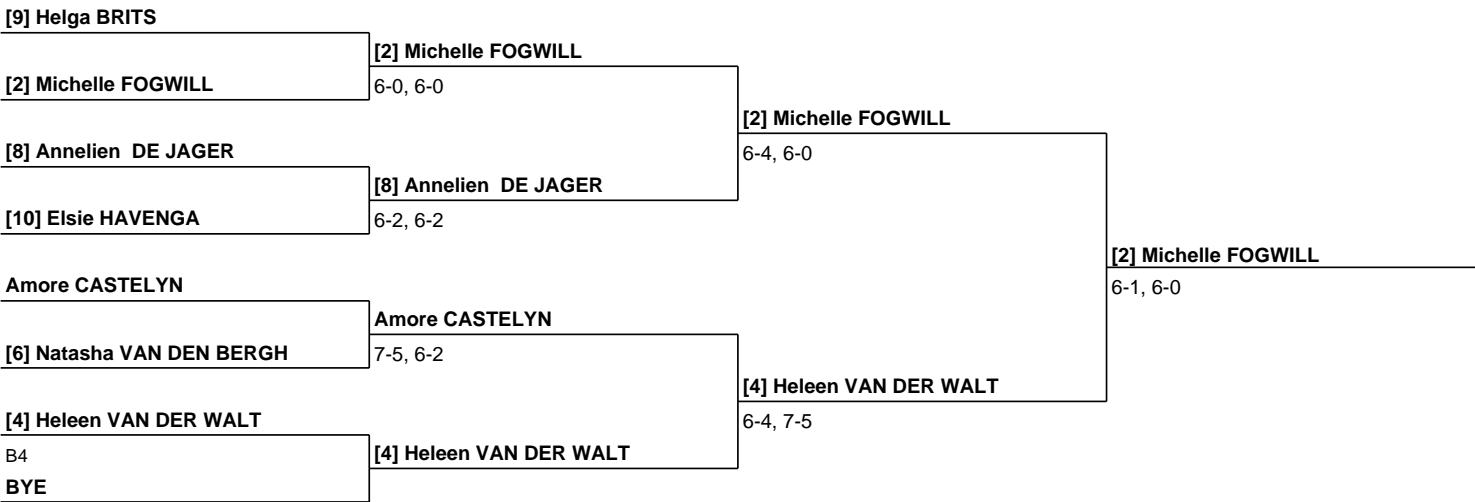 [9] Helga BRITS
[2] Michelle FOGWILL
[2] Michelle FOGWILL
6-0, 6-0
[2] Michelle FOGWILL
[8] Annelien  DE JAGER
6-4, 6-0
[8] Annelien  DE JAGER
[10] Elsie HAVENGA
6-2, 6-2
[2] Michelle FOGWILL
Amore CASTELYN
6-1, 6-0
Amore CASTELYN
[6] Natasha VAN DEN BERGH
7-5, 6-2
[4] Heleen VAN DER WALT
[4] Heleen VAN DER WALT
6-4, 7-5
B4
[4] Heleen VAN DER WALT
BYE